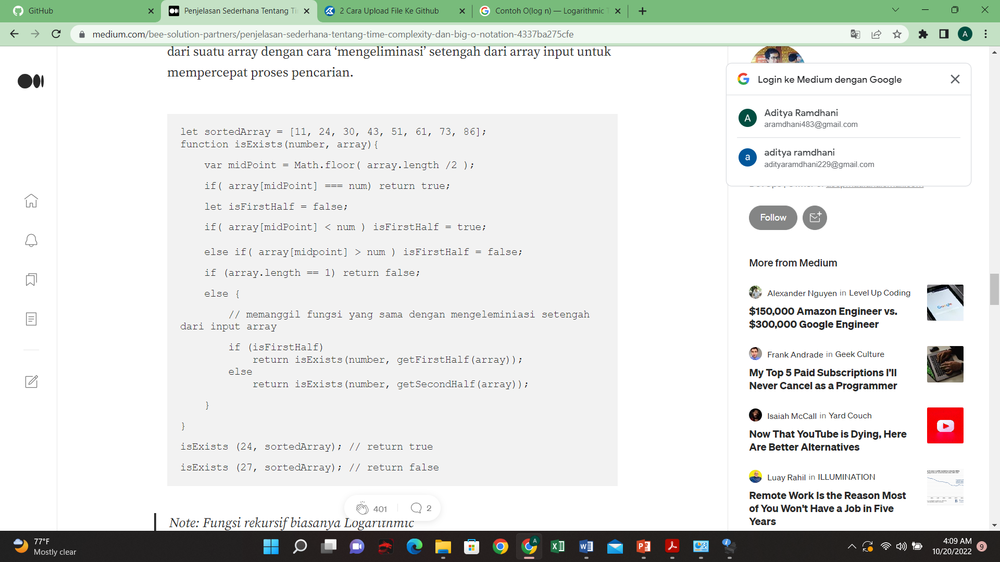 GitHub
Penjelasan Sederhana Tentang Ti
2 Cara Upload File Ke Github
Contoh O(log n) — Logarithmic T
medium.com/bee-solution-partners/penjelasan-sederhana-tentang-time-complexity-dan-big-o-notation-4337ba275cfe
A
dari suatu array dengan cara ‘mengeliminasi’ setengah dari array input untuk
mempercepat proses pencarian.
let sortedArray = [11, 24, 30, 43, 51, 61, 73, 86];
function isExists(number, array){
var midPoint = Math.floor( array.length /2 );
if( array[midPoint] === num) return true;
let isFirstHalf = false;
if( array[midPoint] < num ) isFirstHalf = true;
else if( array[midpoint] > num ) isFirstHalf = false;
if (array.length == 1) return false;
else {
// memanggil fungsi yang sama dengan mengeleminiasi setengah
dari input array
if (isFirstHalf)
return isExists(number, getFirstHalf(array));
else
return isExists(number, getSecondHalf(array));
}
}
isExists (24, sortedArray); // return true
isExists (27, sortedArray); // return false
401
2
Note: Fungsi rekursif biasanya Logarithmic
Login ke Medium dengan Google
A
Aditya Ramdhani
aramdhani483@gmail.com
a
aditya ramdhani
adityaramdhani229@gmail.com
Follow
More from Medium
Alexander Nguyen in Level Up Coding
$150,000 Amazon Engineer vs.
$300,000 Google Engineer
Google
Frank Andrade in Geek Culture
My Top 5 Paid Subscriptions I’ll
Never Cancel as a Programmer
Isaiah McCall in Yard Couch
Now That YouTube is Dying, Here
Are Better Alternatives
Luay Rahil in ILLUMINATION
Remote Work Is the Reason Most
of You Won't Have a Job in Five
Years
77°F
Mostly clear
A
4:09 AM
10/20/2022
9